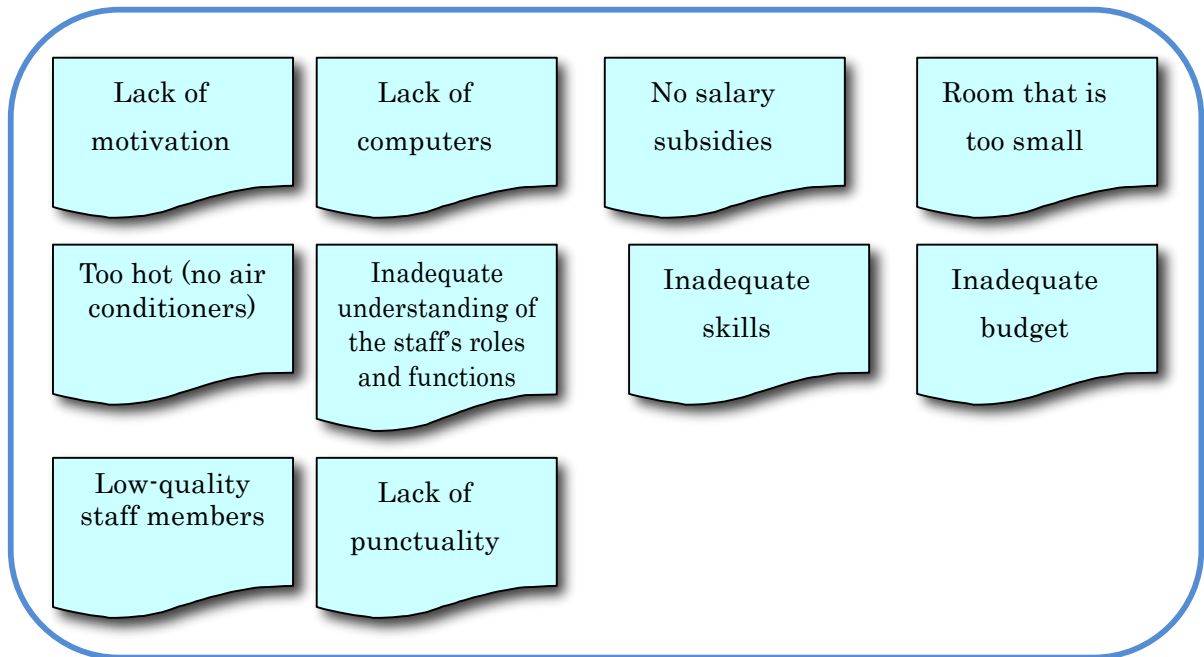 Lack of
motivation
Lack of
computers
No salary
subsidies
Room that is
too small
Too hot (no air
conditioners)
Inadequate
understanding of
the staff's roles
and functions
Inadequate
skills
Inadequate
budget
Low-quality
staff members
Lack of
punctuality